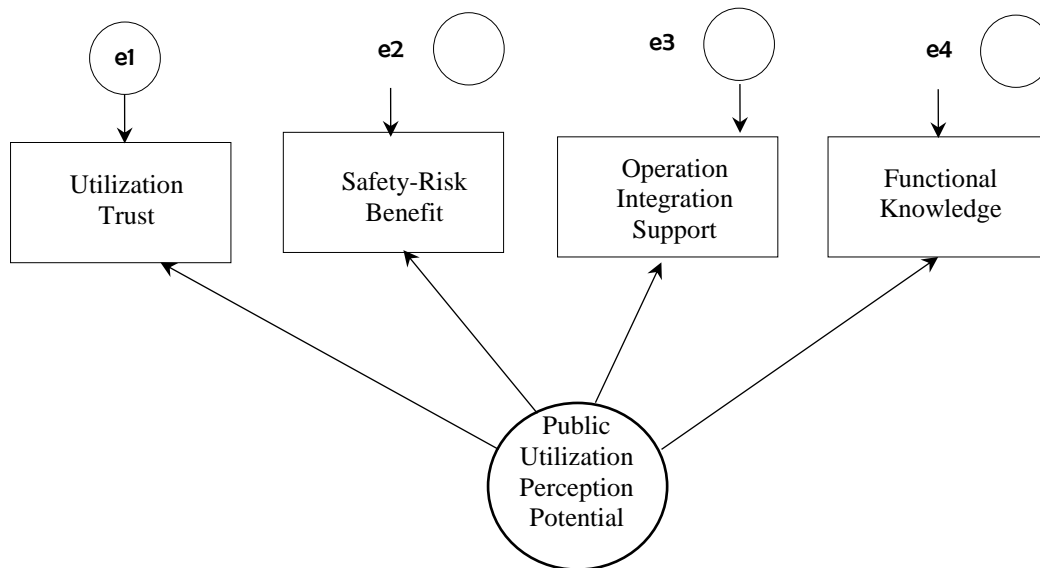 e1
e2
e3
e4
Utilization
Trust
Safety-Risk
Benefit
Operation
Integration
Support
Functional
Knowledge
Public
Utilization
Perception
Potential